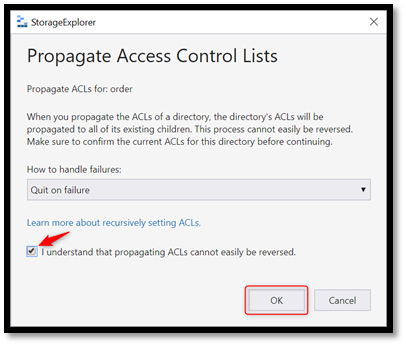 StorageExplorer
Propagate Access Control Lists
Propagate ACLs for: order
When you propagate the ACLs of a directory, the directory's ACLs will be
propagated to all of its existing children. This process cannot easily be reversed.
Make sure to confirm the current ACLs for this directory before continuing.
How to handle failures:
Quit on failure
Learn more about recursively setting ACLs.
I understand that propagating ACLs cannot easily be reversed.
OK Cancel